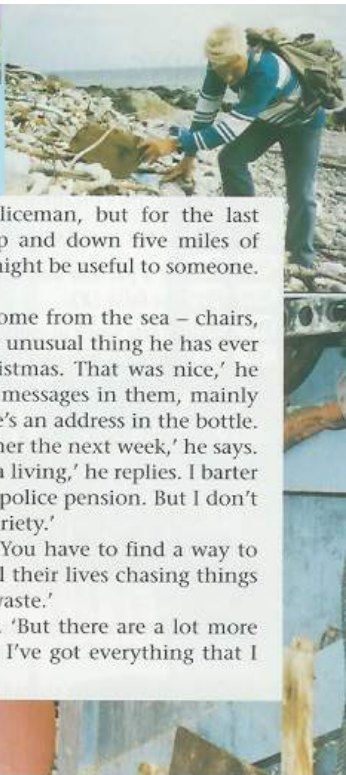 liceman, but for the last
p and down five miles of
night be useful to someone.
ome from the sea – chairs,
unusual thing he has ever
istmas. That was nice,' he
messages in them, mainly
e's an address in the bottle.
her the next week,' he says.
a living,' he replies. I barter
police pension. But I don't
riety.'
You have to find a way to
l their lives chasing things
vaste.'
. 'But there are a lot more
I've got everything that I